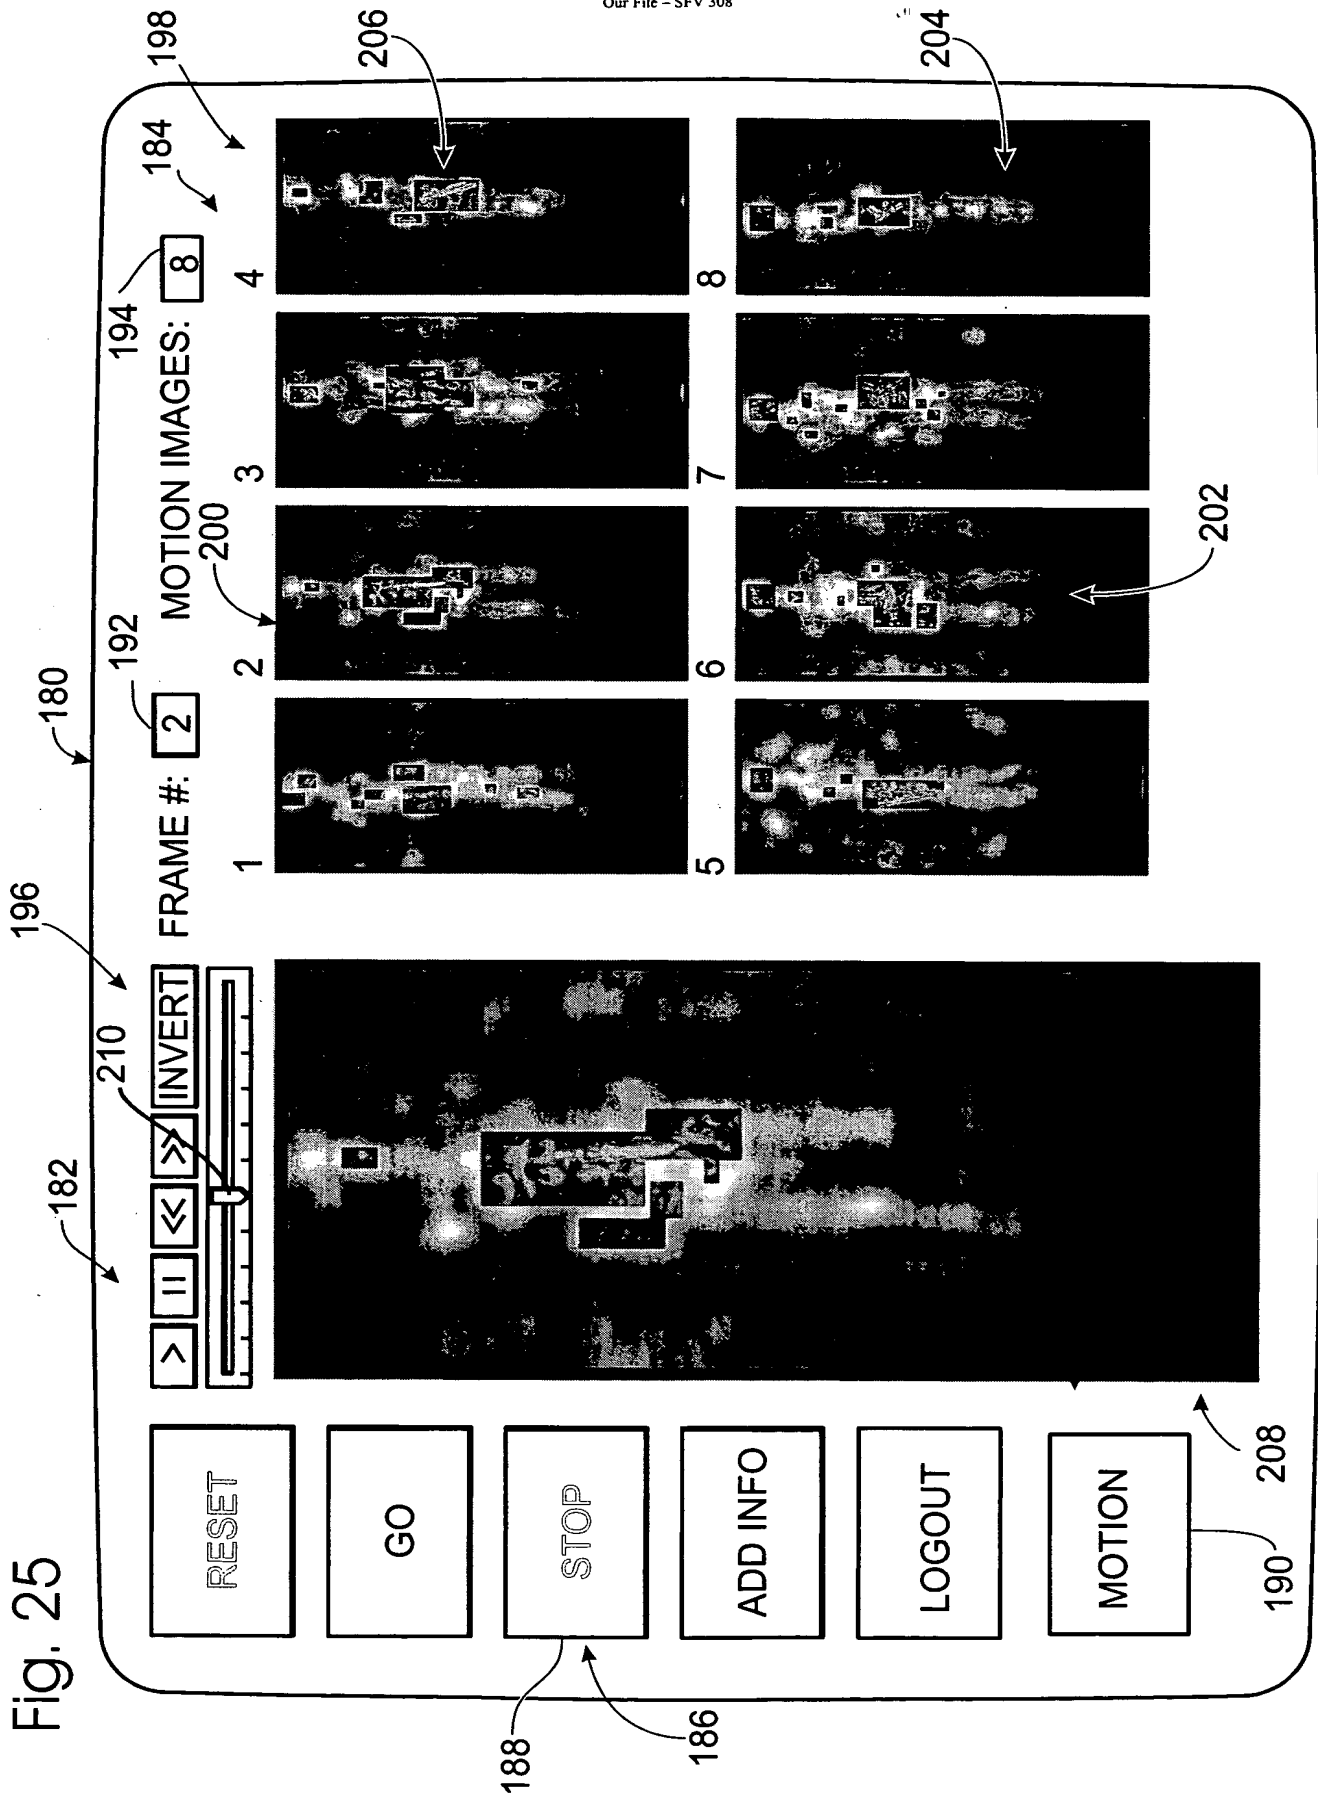 Our File – SFV 308
Fig. 25
180
182
210
196
192
194
184
198
> II << >> INVERT
FRAME #: 2
MOTION IMAGES: 8
200
206
204
202
1
2
3
4
5
6
7
8
RESET
GO
STOP
ADD INFO
LOGOUT
MOTION
188
186
190
208